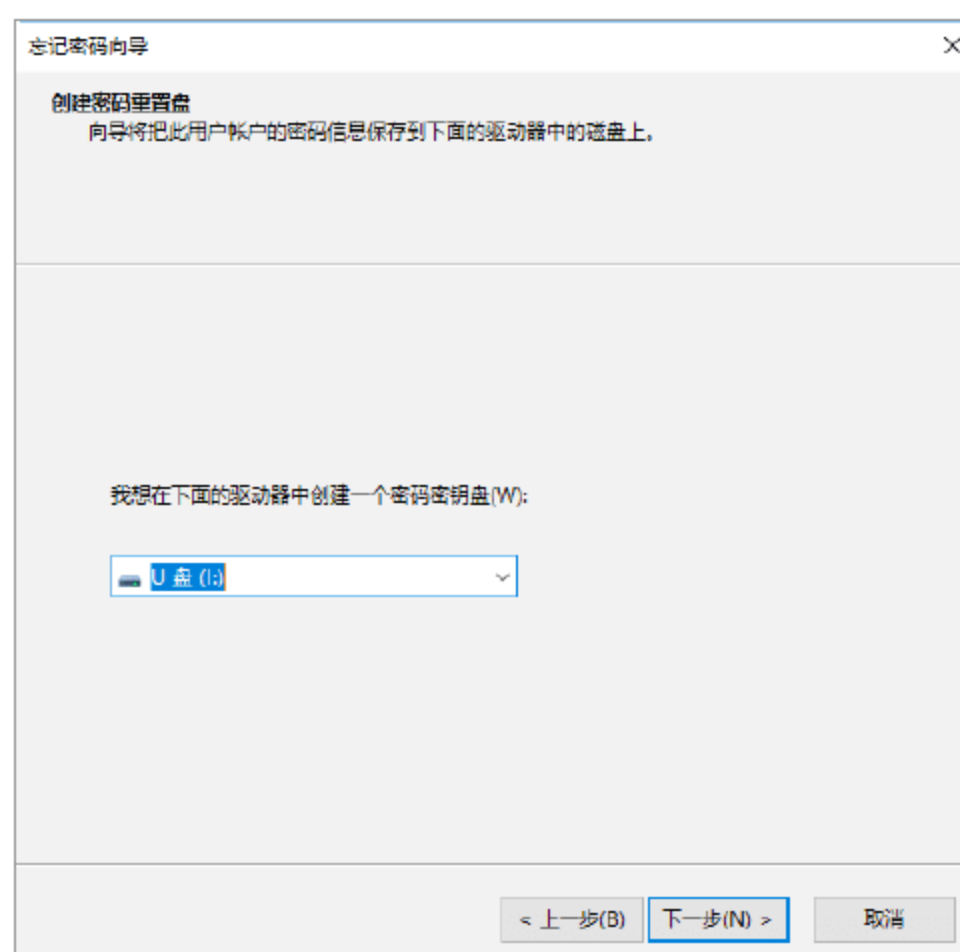 忘记密码向导
创建密码重置盘
向导将把此用户帐户的密码信息保存到下面的驱动器中的磁盘上。
我想在下面的驱动器中创建一个密码密钥盘(W):
U 盘 (I:)
< 上一步(B) 下一步(N) > 取消